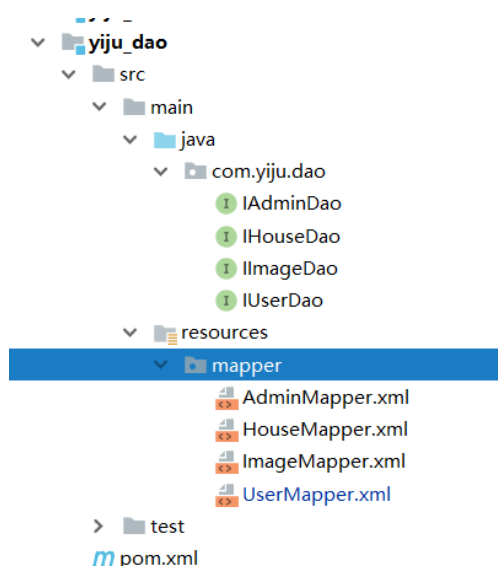 yiju_dao
src
main
java
com.yiju.dao
I IAdminDao
I IHouseDao
I IImageDao
I IUserDao
resources
mapper
AdminMapper.xml
HouseMapper.xml
ImageMapper.xml
UserMapper.xml
test
m pom.xml